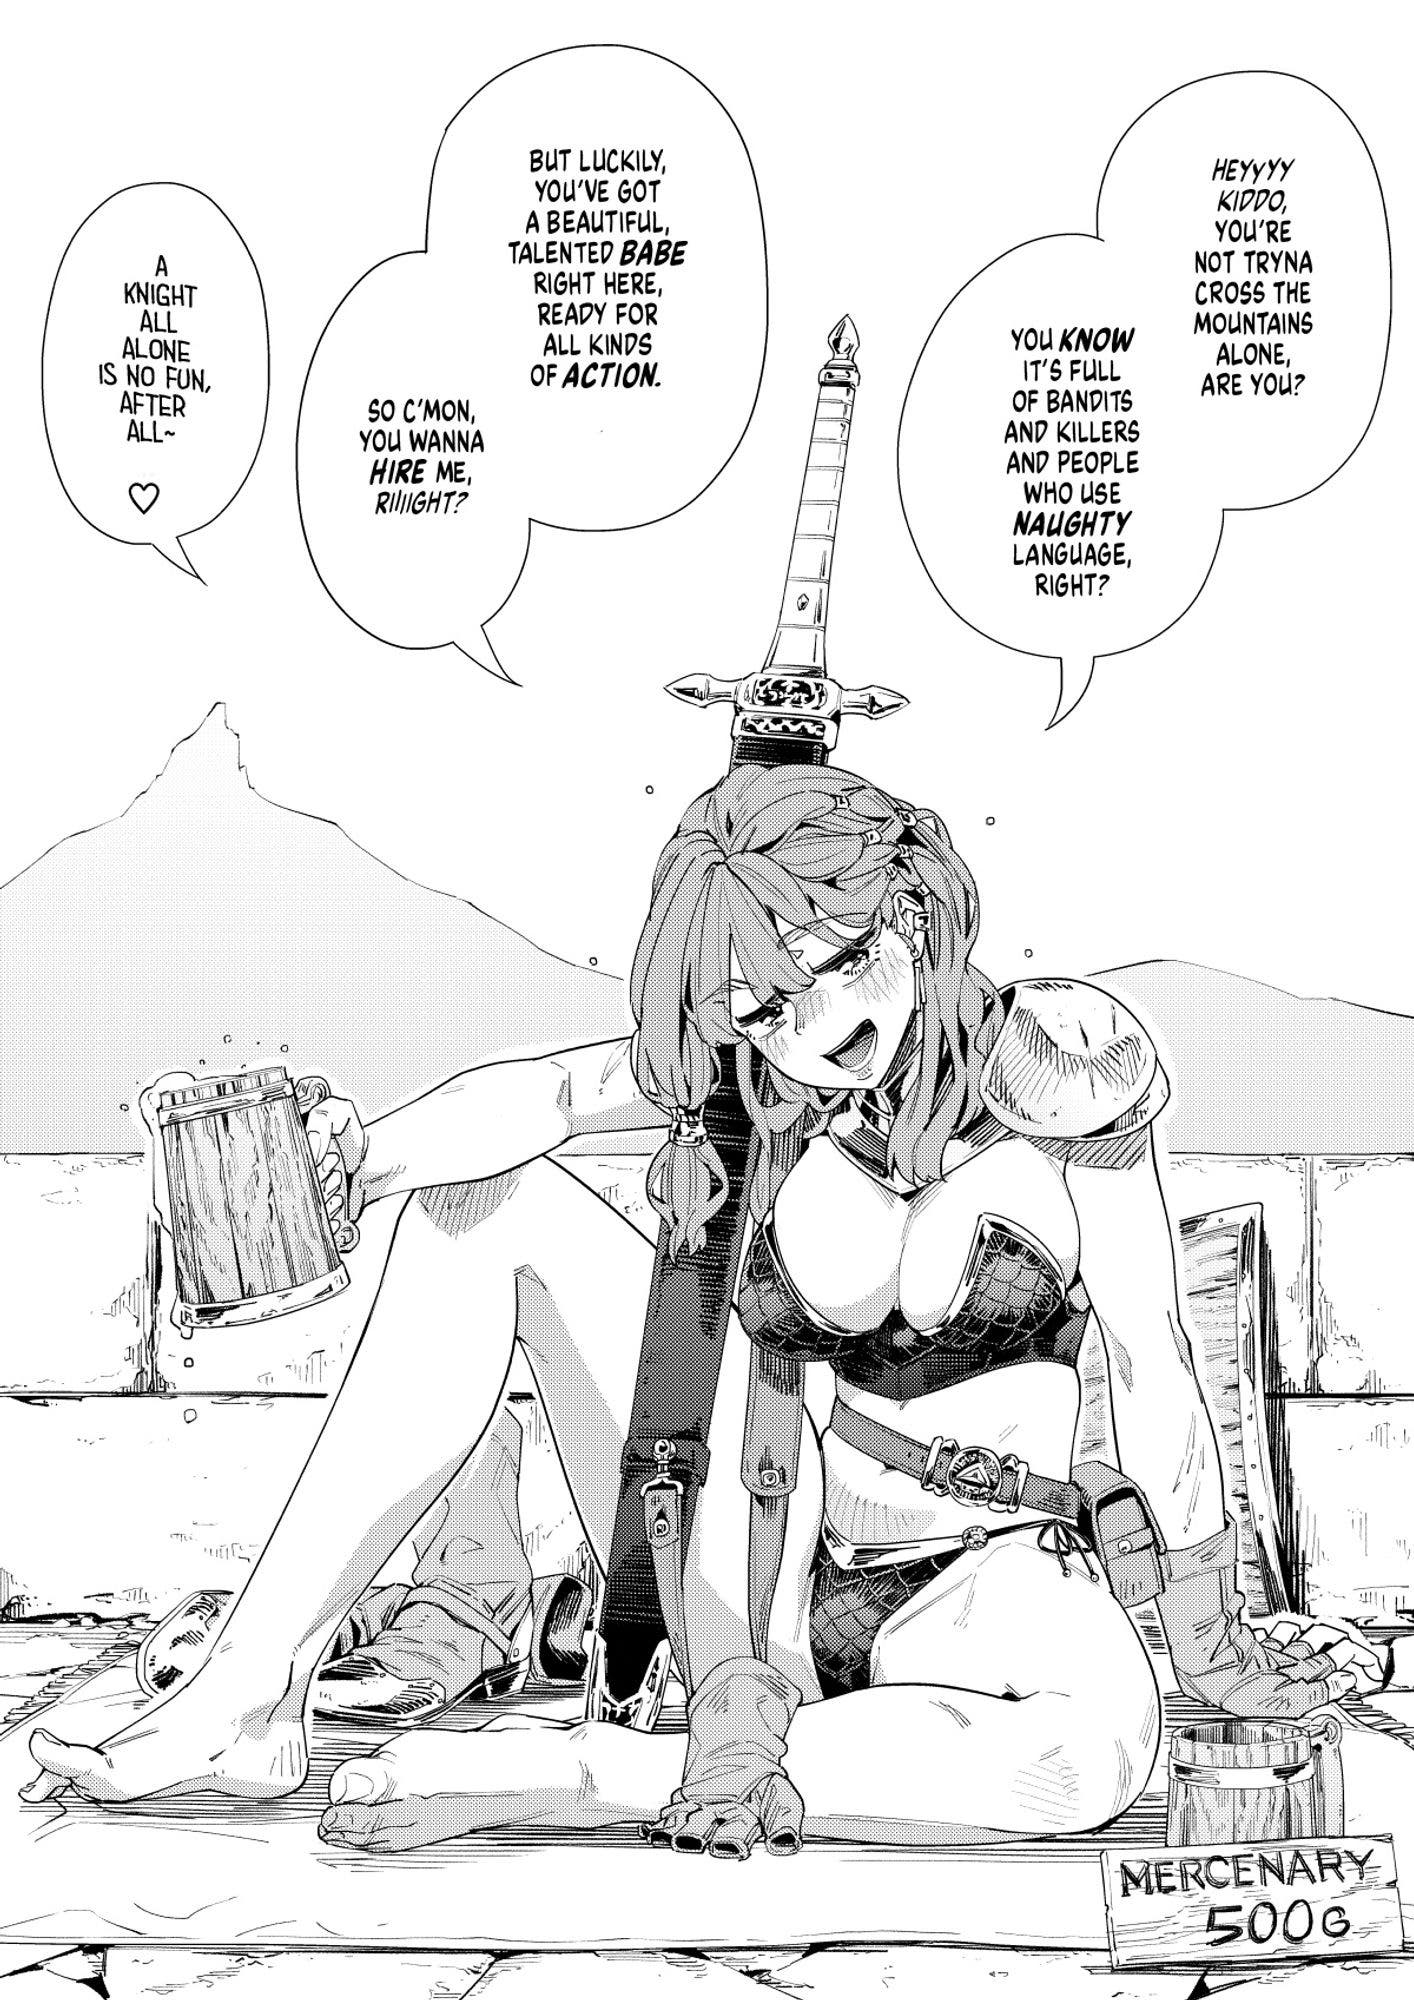 HEYYYY
KIDDO,
YOU'RE
NOT TRYNA
CROSS THE
MOUNTAINS
ALONE,
ARE YOU?
YOU KNOW
IT'S FULL
OF BANDITS
AND KILLERS
AND PEOPLE
WHO USE
NAUGHTY
LANGUAGE,
RIGHT?
BUT LUCKILY,
YOU'VE GOT
A BEAUTIFUL,
TALENTED BABE
RIGHT HERE,
READY FOR
ALL KINDS
OF ACTION.
SO C'MON,
YOU WANNA
HIRE ME,
RIIIIGHT?
A
KNIGHT
ALL
ALONE
IS NO FUN,
AFTER
ALL~
♡
MERCENARY
500G